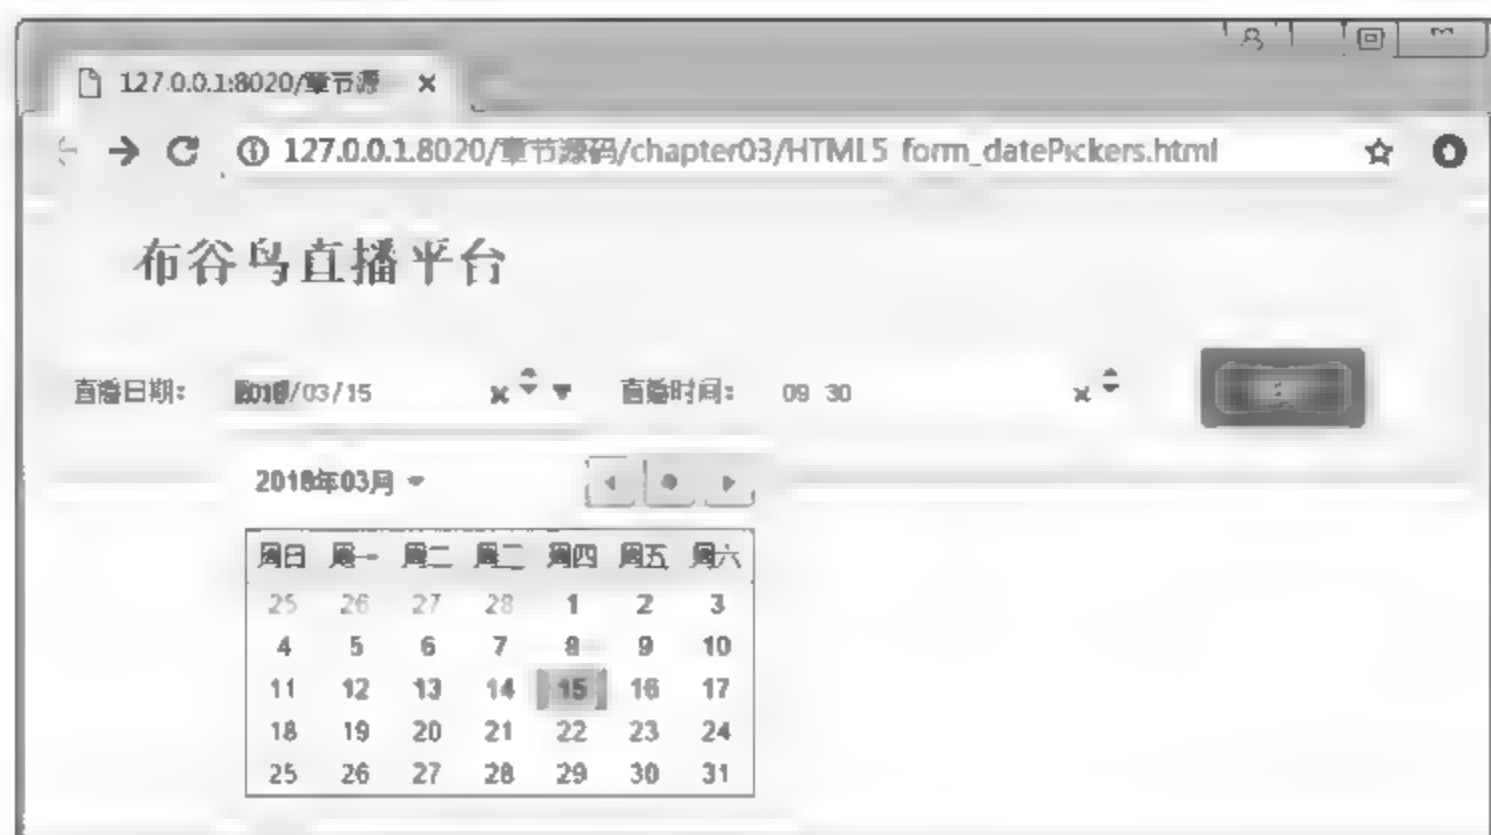 127.0.0.1:8020/章节源
127.0.0.1:8020/章节源码/chapter03/HTML5_form_datePickers.html
布谷鸟直播平台
直播日期: 2018/03/15 直播时间: 09:30
2018年03月
周日 周一 周二 周三 周四 周五 周六
25 26 27 28 1 2 3
4 5 6 7 8 9 10
11 12 13 14 15 16 17
18 19 20 21 22 23 24
25 26 27 28 29 30 31